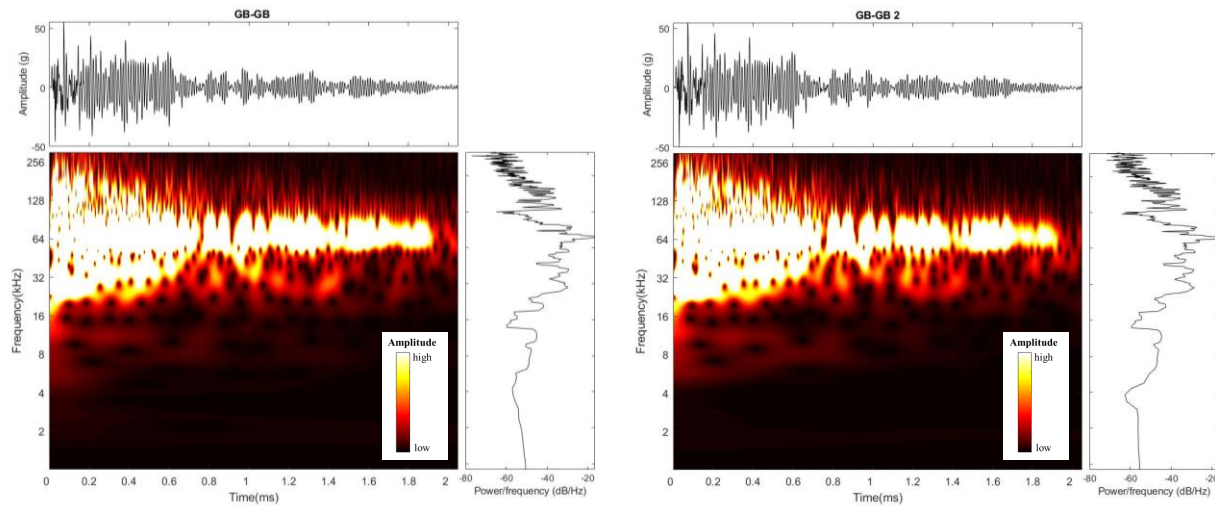 GB-GB
50
0
-50
Amplitude (g)
256
128
64
32
16
8
4
2
Frequency(kHz)
Amplitude
high
low
0 0.2 0.4 0.6 0.8 1.0 1.2 1.4 1.6 1.8 2
Time(ms)
-80 -60 -40 -20
Power/frequency (dB/Hz)
GB-GB 2
50
0
-50
Amplitude (g)
256
128
64
32
16
8
4
2
Frequency(kHz)
Amplitude
high
low
0 0.2 0.4 0.6 0.8 1.0 1.2 1.4 1.6 1.8 2
Time(ms)
-80 -60 -40 -20
Power/frequency (dB/Hz)